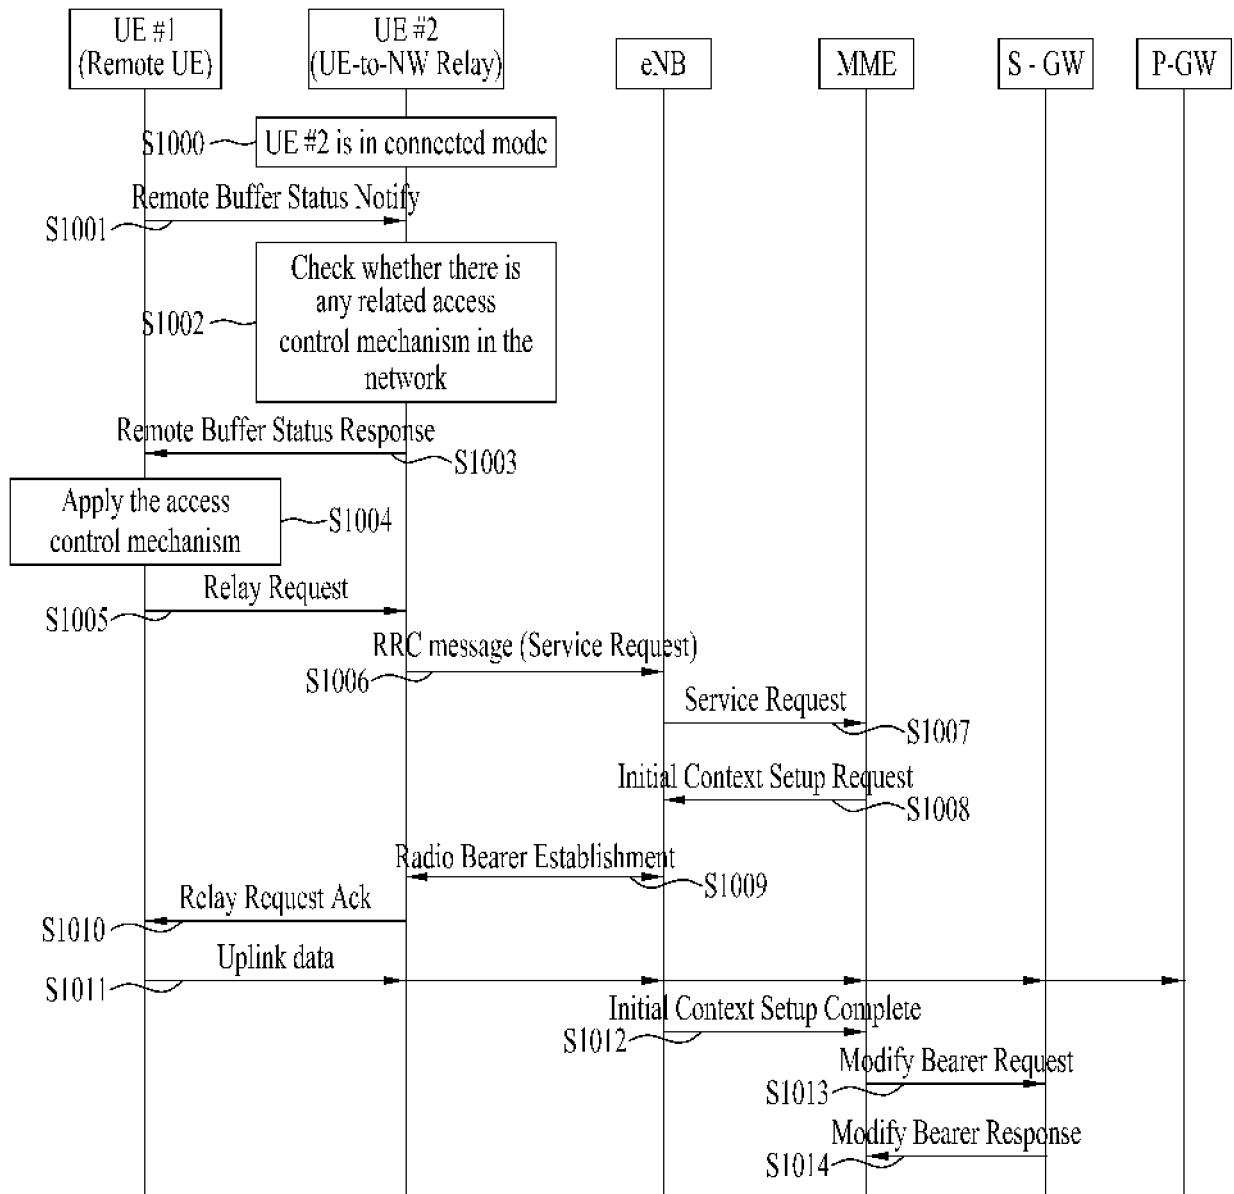 UE #1
(Remote UE)
UE #2
(UE-to-NW Relay)
eNB
MME
S - GW
P-GW
S1000
UE #2 is in connected mode
Remote Buffer Status Notify
S1001
Check whether there is
any related access
control mechanism in the
network
S1002
Remote Buffer Status Response
S1003
Apply the access
control mechanism
S1004
Relay Request
S1005
RRC message (Service Request)
S1006
Service Request
S1007
Initial Context Setup Request
S1008
Radio Bearer Establishment
S1009
Relay Request Ack
S1010
Uplink data
S1011
Initial Context Setup Complete
S1012
Modify Bearer Request
S1013
Modify Bearer Response
S1014